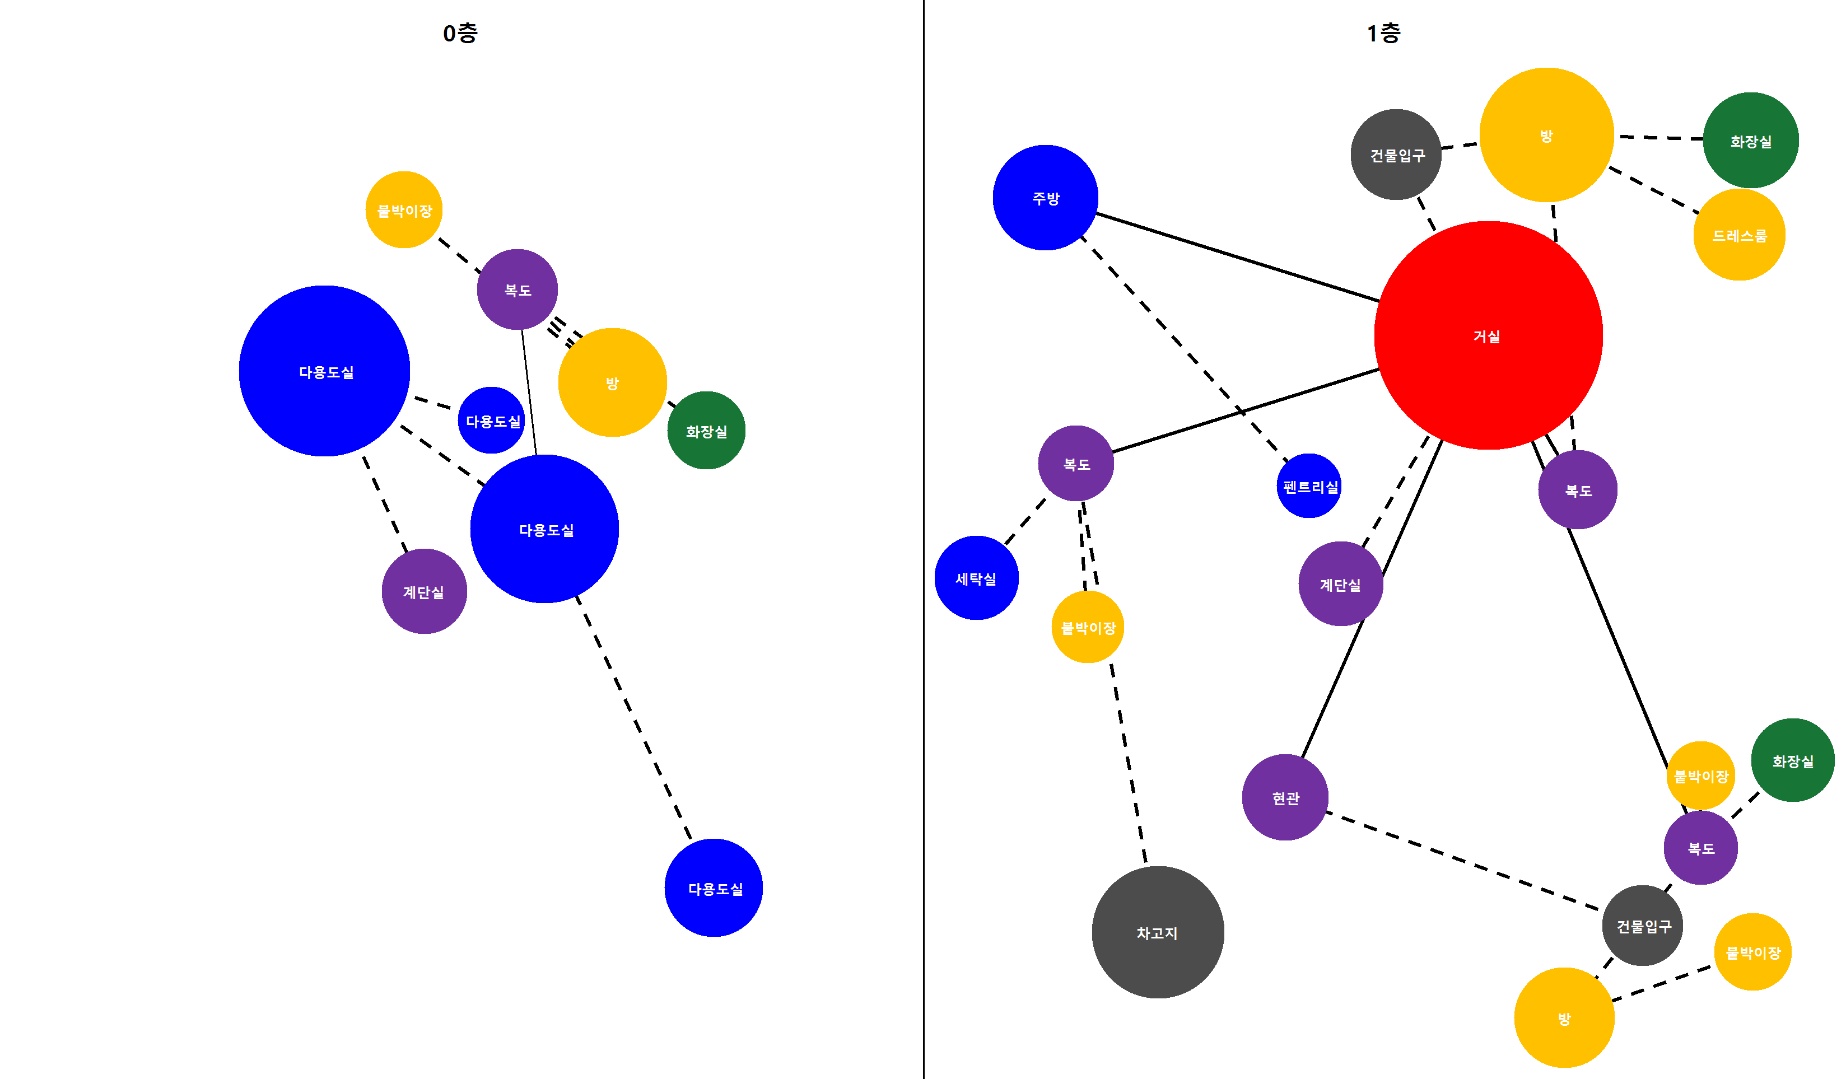 0층
붙박이장
복도
다용도실
방
다용도실
화장실
다용도실
계단실
다용도실
1층
건물입구
방
화장실
주방
드레스룸
거실
복도
펜트리실
복도
세탁실
계단실
붙박이장
현관
붙박이장
화장실
복도
차고지
건물입구
붙박이장
방